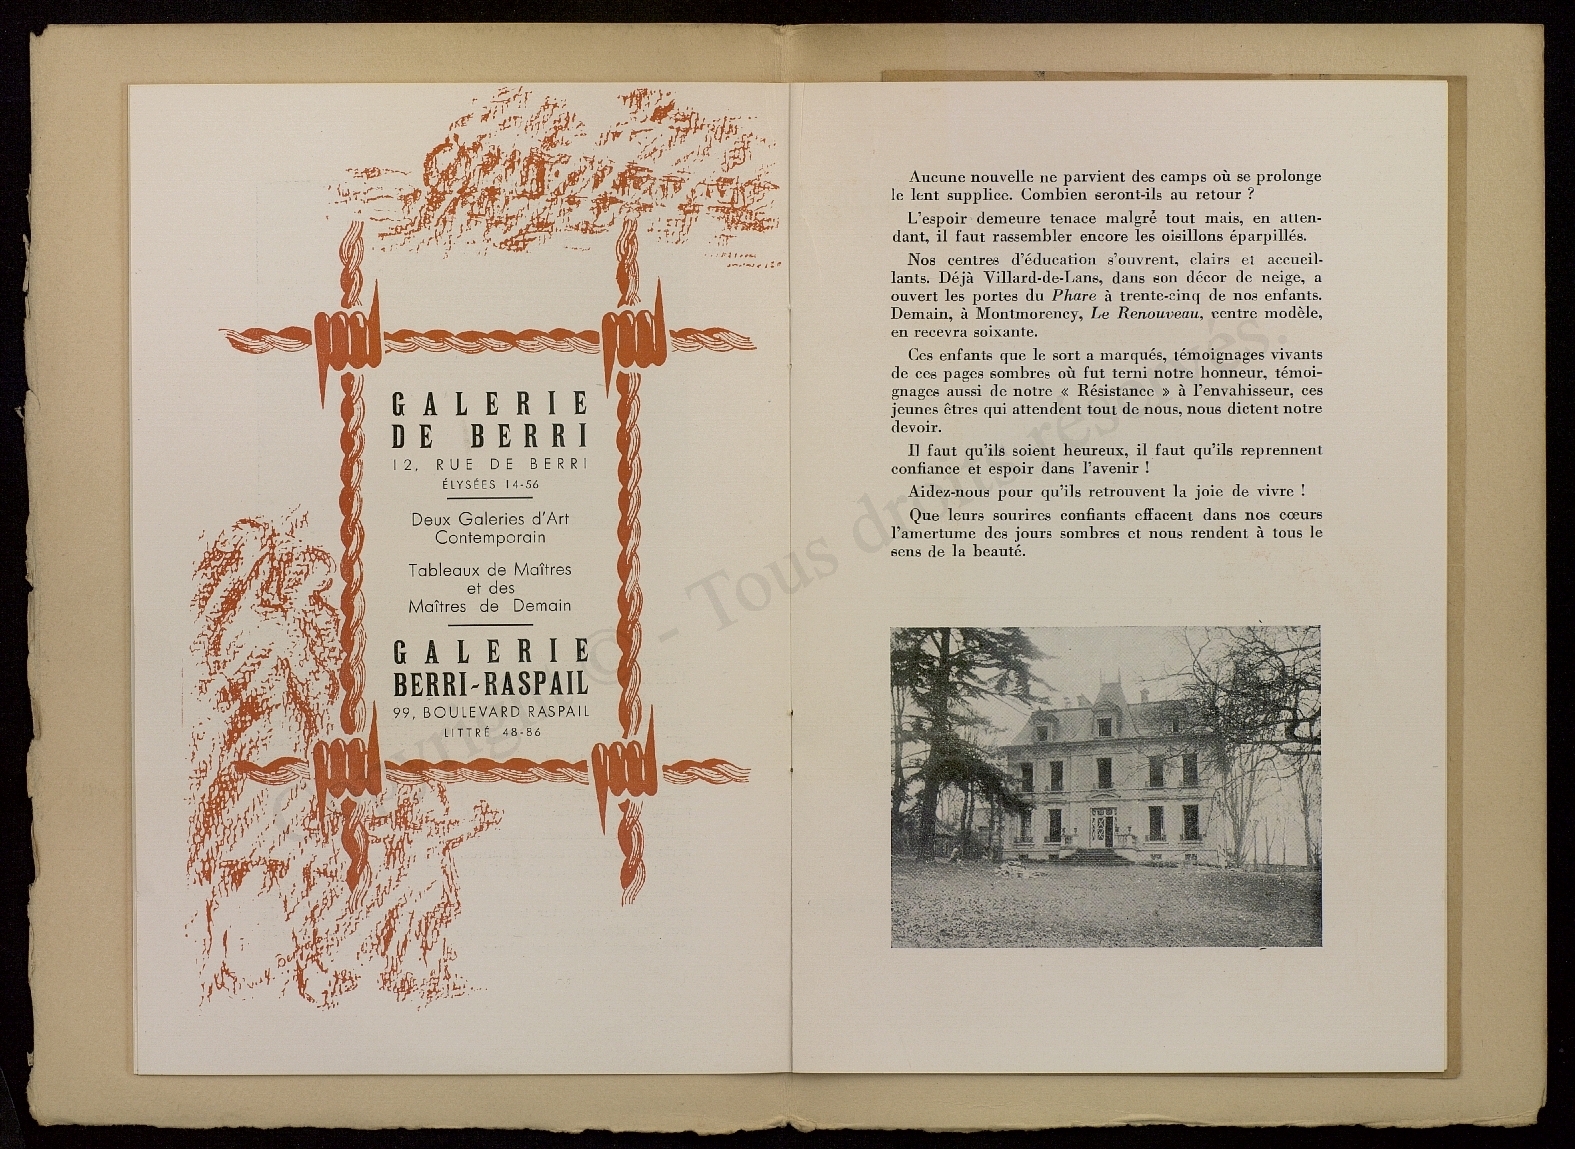 GALERIE
DE BERRI
12, RUE DE BERRI
ÉLYSÉES 14-56
Deux Galeries d'Art
Contemporain
Tableaux de Maîtres
et des
Maîtres de Demain
GALERIE
BERRI-RASPAIL
99, BOULEVARD RASPAIL
LITTRÉ 48-86
Aucune nouvelle ne parvient des camps où se prolonge
le lent supplice. Combien seront-ils au retour ?
L'espoir demeure tenace malgré tout mais, en atten-
dant, il faut rassembler encore les oisillons éparpillés.
Nos centres d'éducation s'ouvrent, clairs et accueil-
lants. Déjà Villard-de-Lans, dans son décor de neige, a
ouvert les portes du Phare à trente-cinq de nos enfants.
Demain, à Montmorency, Le Renouveau, centre modèle,
en recevra soixante.
Ces enfants que le sort a marqués, témoignages vivants
de ces pages sombres où fut terni notre honneur, témoi-
gnages aussi de notre « Résistance » à l'envahisseur, ces
jeunes êtres qui attendent tout de nous, nous dictent notre
devoir.
Il faut qu'ils soient heureux, il faut qu'ils reprennent
confiance et espoir dans l'avenir !
Aidez-nous pour qu'ils retrouvent la joie de vivre !
Que leurs sourires confiants effacent dans nos cœurs
l'amertume des jours sombres et nous rendent à tous le
sens de la beauté.
Copyright © - Tous droits réservés.